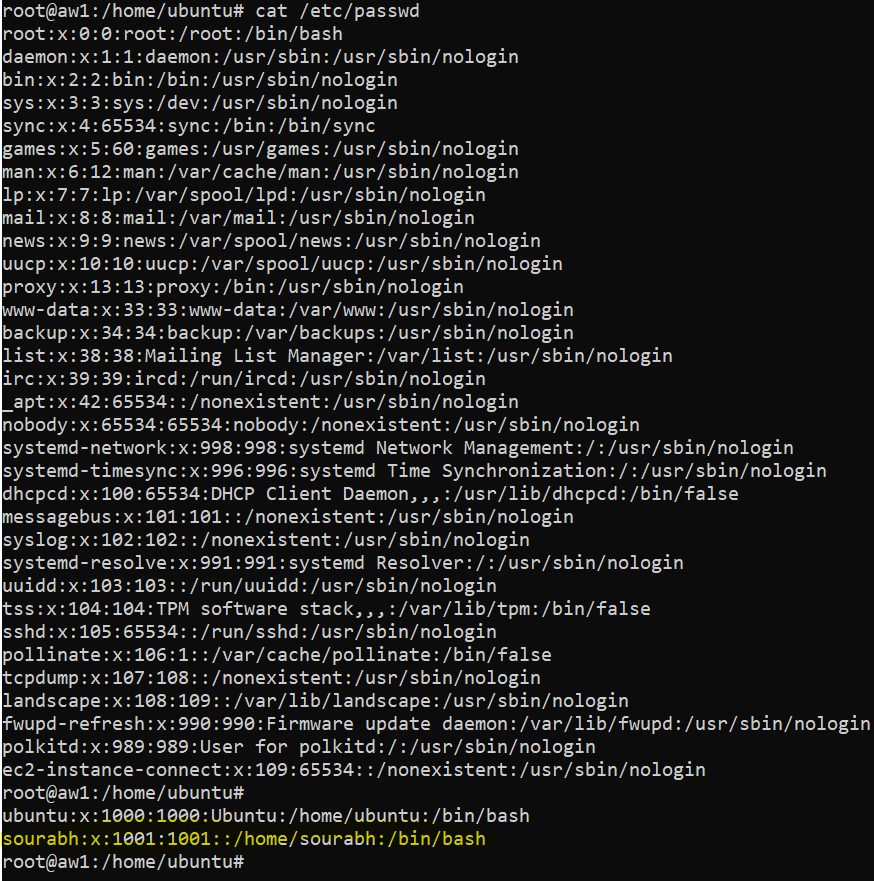 root@aw1:/home/ubuntu# cat /etc/passwd
root:x:0:0:root:/root:/bin/bash
daemon:x:1:1:daemon:/usr/sbin:/usr/sbin/nologin
bin:x:2:2:bin:/bin:/usr/sbin/nologin
sys:x:3:3:sys:/dev:/usr/sbin/nologin
sync:x:4:65534:sync:/bin:/bin/sync
games:x:5:60:games:/usr/games:/usr/sbin/nologin
man:x:6:12:man:/var/cache/man:/usr/sbin/nologin
lp:x:7:7:lp:/var/spool/lpd:/usr/sbin/nologin
mail:x:8:8:mail:/var/mail:/usr/sbin/nologin
news:x:9:9:news:/var/spool/news:/usr/sbin/nologin
uucp:x:10:10:uucp:/var/spool/uucp:/usr/sbin/nologin
proxy:x:13:13:proxy:/bin:/usr/sbin/nologin
www-data:x:33:33:www-data:/var/www:/usr/sbin/nologin
backup:x:34:34:backup:/var/backups:/usr/sbin/nologin
list:x:38:38:Mailing List Manager:/var/list:/usr/sbin/nologin
irc:x:39:39:ircd:/run/ircd:/usr/sbin/nologin
_apt:x:42:65534::/nonexistent:/usr/sbin/nologin
nobody:x:65534:65534:nobody:/nonexistent:/usr/sbin/nologin
systemd-network:x:998:998:systemd Network Management:/:/usr/sbin/nologin
systemd-timesync:x:996:996:systemd Time Synchronization:/:/usr/sbin/nologin
dhcpcd:x:100:65534:DHCP Client Daemon,,,:/usr/lib/dhcpcd:/bin/false
messagebus:x:101:101::/nonexistent:/usr/sbin/nologin
syslog:x:102:102::/nonexistent:/usr/sbin/nologin
systemd-resolve:x:991:991:systemd Resolver:/:/usr/sbin/nologin
uuidd:x:103:103::/run/uuidd:/usr/sbin/nologin
tss:x:104:104:TPM software stack,,,:/var/lib/tpm:/bin/false
sshd:x:105:65534::/run/sshd:/usr/sbin/nologin
pollinate:x:106:1::/var/cache/pollinate:/bin/false
tcpdump:x:107:108::/nonexistent:/usr/sbin/nologin
landscape:x:108:109::/var/lib/landscape:/usr/sbin/nologin
fwupd-refresh:x:990:990:Firmware update daemon:/var/lib/fwupd:/usr/sbin/nologin
polkitd:x:989:989:User for polkitd:/:/usr/sbin/nologin
ec2-instance-connect:x:109:65534::/nonexistent:/usr/sbin/nologin
root@aw1:/home/ubuntu#
ubuntu:x:1000:1000:Ubuntu:/home/ubuntu:/bin/bash
sourabh:x:1001:1001::/home/sourabh:/bin/bash
root@aw1:/home/ubuntu#